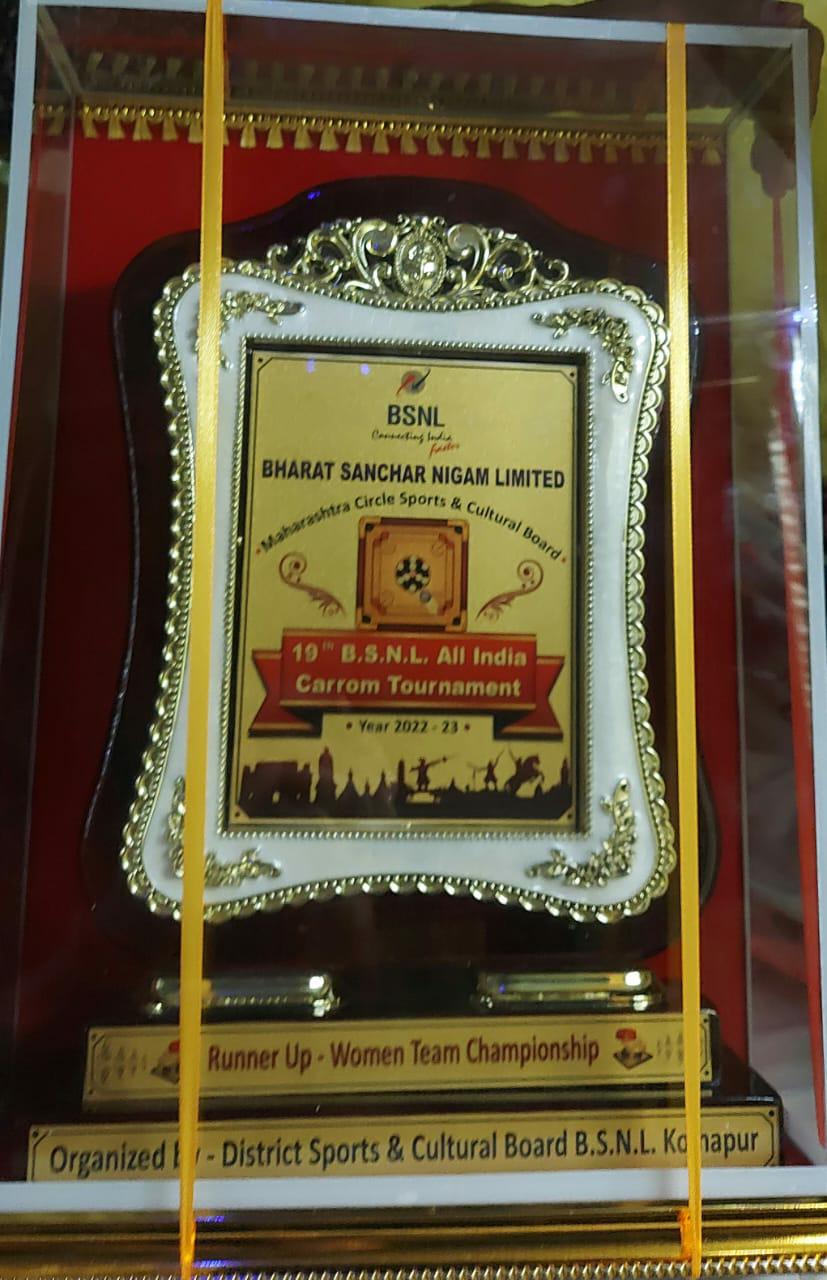 BSNL
Connecting India
faster
BHARAT SANCHAR NIGAM LIMITED
•Maharashtra Circle Sports & Cultural Board•
19TH B.S.N.L. All India
Carrom Tournament
• Year 2022 - 23 •
Runner Up - Women Team Championship
Organized by - District Sports & Cultural Board B.S.N.L. Kolhapur